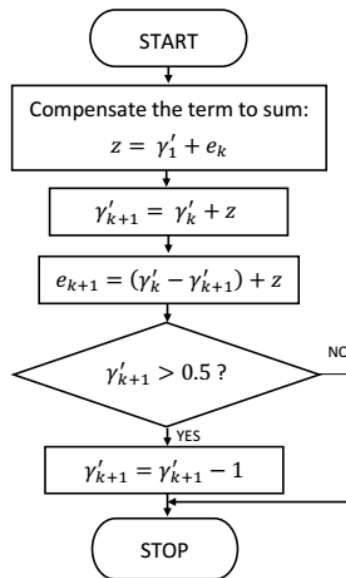 START
Compensate the term to sum:
z = γ′₁ + eₖ
γ′ₖ₊₁ = γ′ₖ + z
eₖ₊₁ = (γ′ₖ − γ′ₖ₊₁) + z
γ′ₖ₊₁ > 0.5 ?
NO
YES
γ′ₖ₊₁ = γ′ₖ₊₁ − 1
STOP